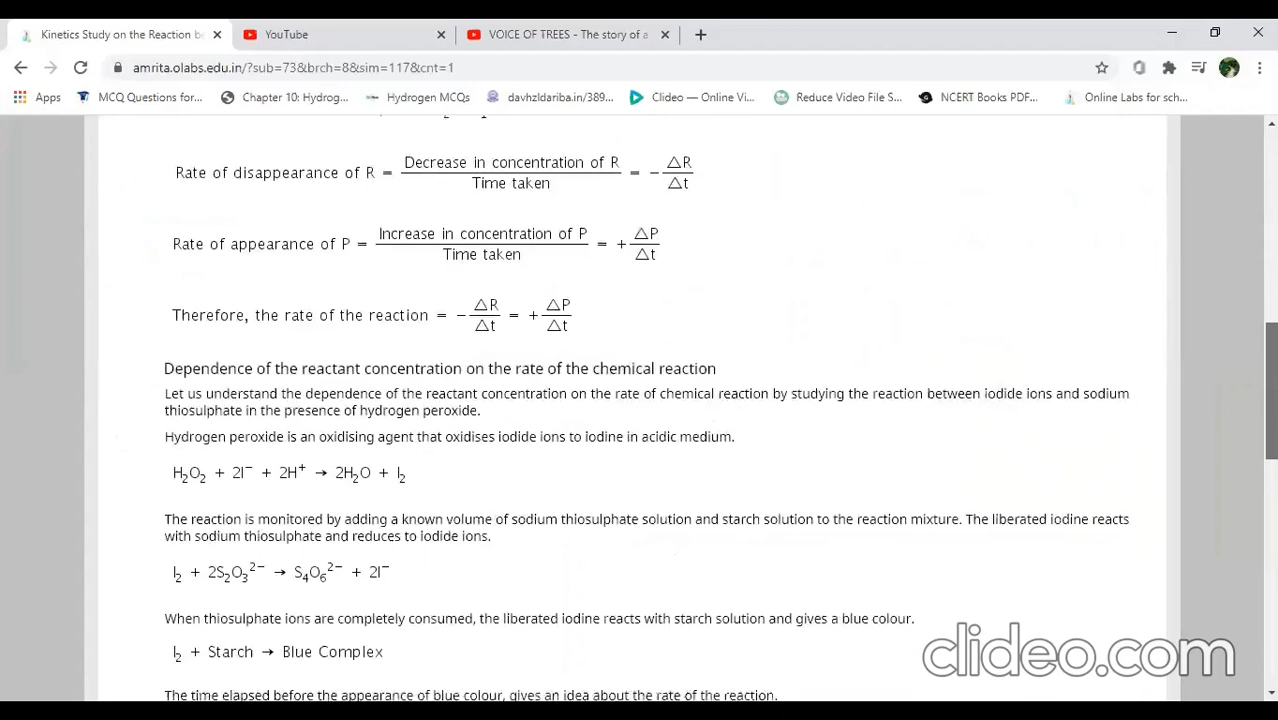 Kinetics Study on the Reaction be
YouTube
VOICE OF TREES - The story of a
amrita.olabs.edu.in/?sub=73&brch=8&sim=117&cnt=1
Apps
MCQ Questions for...
Chapter 10: Hydrog...
Hydrogen MCQs
davhzldariba.in/389...
Clideo — Online Vi...
Reduce Video File S...
NCERT Books PDF...
Online Labs for sch...
Rate of disappearance of R = Decrease in concentration of R / Time taken = − △R / △t
Rate of appearance of P = Increase in concentration of P / Time taken = + △P / △t
Therefore, the rate of the reaction = − △R / △t = + △P / △t
Dependence of the reactant concentration on the rate of the chemical reaction
Let us understand the dependence of the reactant concentration on the rate of chemical reaction by studying the reaction between iodide ions and sodium
thiosulphate in the presence of hydrogen peroxide.
Hydrogen peroxide is an oxidising agent that oxidises iodide ions to iodine in acidic medium.
H₂O₂ + 2I⁻ + 2H⁺ → 2H₂O + I₂
The reaction is monitored by adding a known volume of sodium thiosulphate solution and starch solution to the reaction mixture. The liberated iodine reacts
with sodium thiosulphate and reduces to iodide ions.
I₂ + 2S₂O₃²⁻ → S₄O₆²⁻ + 2I⁻
When thiosulphate ions are completely consumed, the liberated iodine reacts with starch solution and gives a blue colour.
I₂ + Starch → Blue Complex
clideo.com
The time elapsed before the appearance of blue colour, gives an idea about the rate of the reaction.